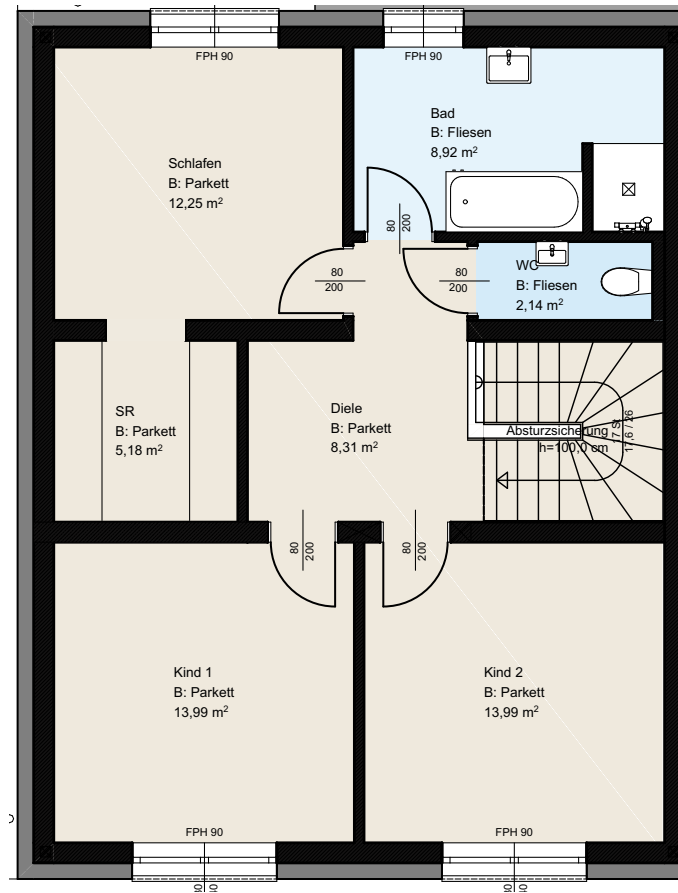 FPH 90
FPH 90
Bad
B: Fliesen
8,92 m²
Schlafen
B: Parkett
12,25 m²
80
200
80
200
80
200
WC
B: Fliesen
2,14 m²
SR
B: Parkett
5,18 m²
Diele
B: Parkett
8,31 m²
Absturzsicherung
h=100,0 cm
17 St
17,6 / 26
80
200
80
200
Kind 1
B: Parkett
13,99 m²
Kind 2
B: Parkett
13,99 m²
FPH 90
FPH 90